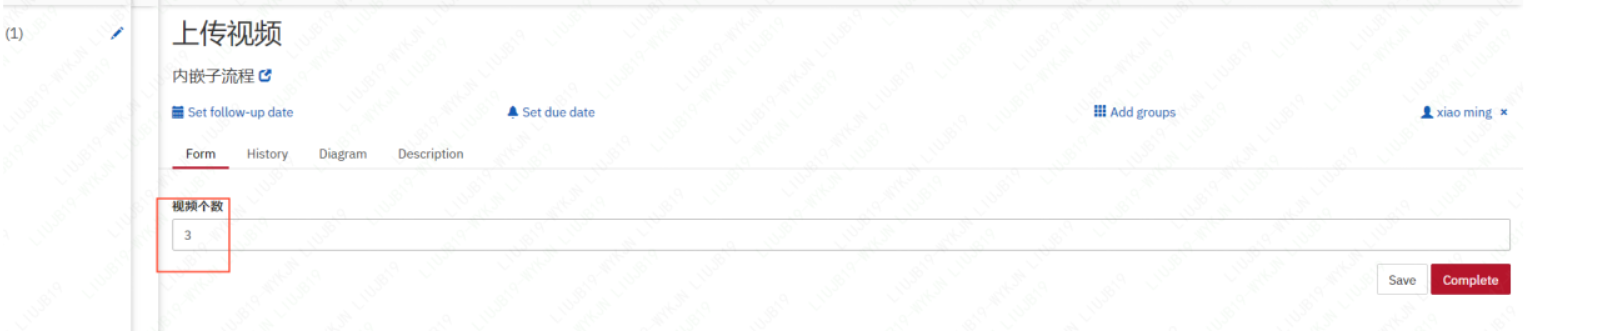 (1)
上传视频
内嵌子流程
Set follow-up date
Set due date
Add groups
xiao ming ×
Form History Diagram Description
视频个数
3
Save Complete